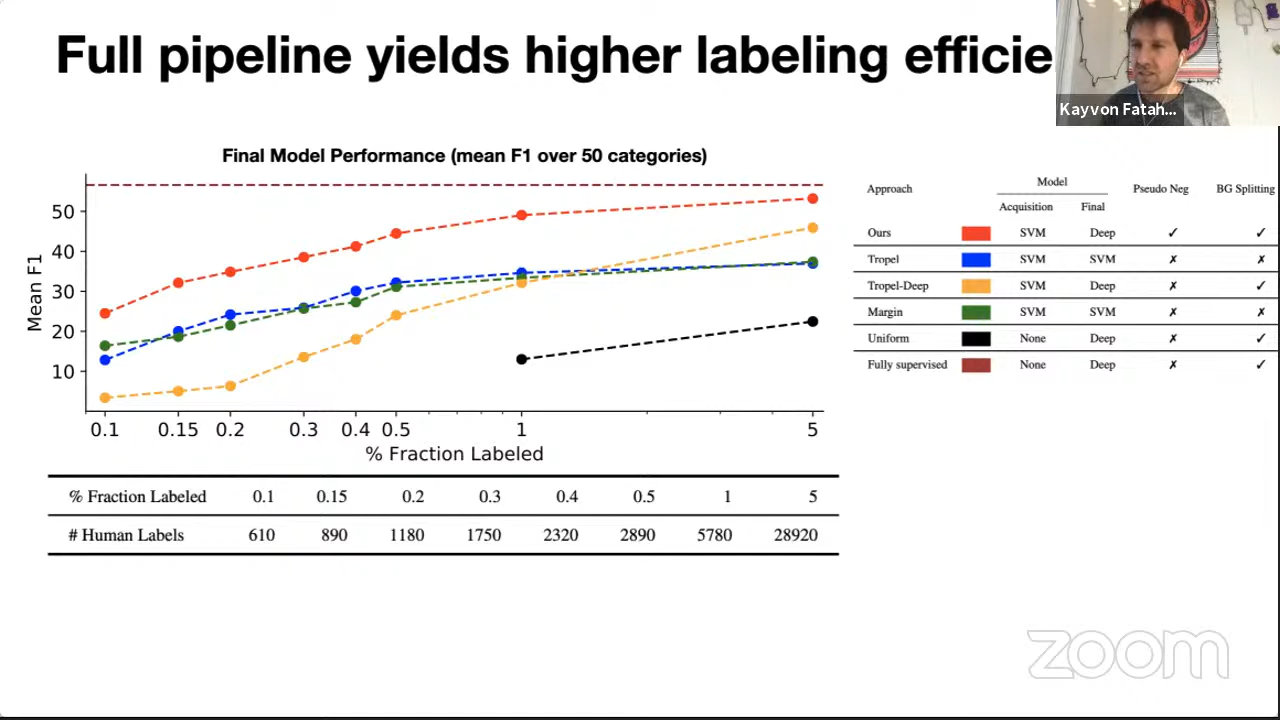 Full pipeline yields higher labeling efficie
Kayvon Fatah...
Final Model Performance (mean F1 over 50 categories)
Mean F1
50
40
30
20
10
0.1 0.15 0.2 0.3 0.4 0.5 1 5
% Fraction Labeled
% Fraction Labeled 0.1 0.15 0.2 0.3 0.4 0.5 1 5
# Human Labels 610 890 1180 1750 2320 2890 5780 28920
Approach Model Pseudo Neg BG Splitting
Acquisition Final
Ours SVM Deep ✓ ✓
Tropel SVM SVM ✗ ✗
Tropel-Deep SVM Deep ✗ ✓
Margin SVM SVM ✗ ✗
Uniform None Deep ✗ ✓
Fully supervised None Deep ✗ ✓
zoom